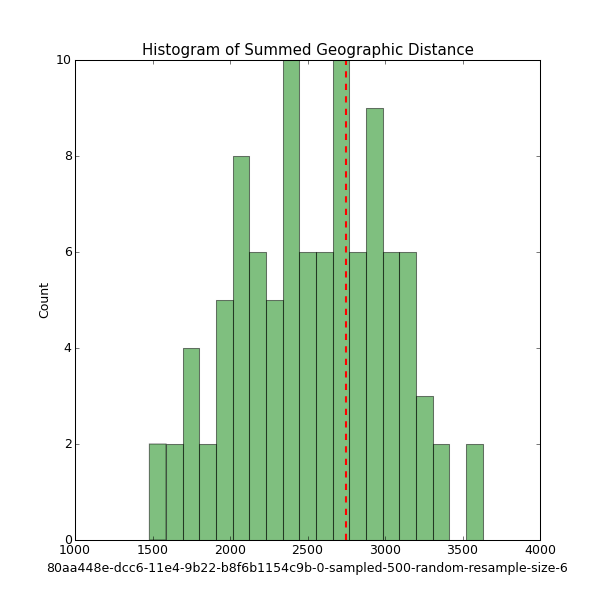 Histogram of Summed Geographic Distance
10
8
6
4
2
0
Count
1000 1500 2000 2500 3000 3500 4000
80aa448e-dcc6-11e4-9b22-b8f6b1154c9b-0-sampled-500-random-resample-size-6